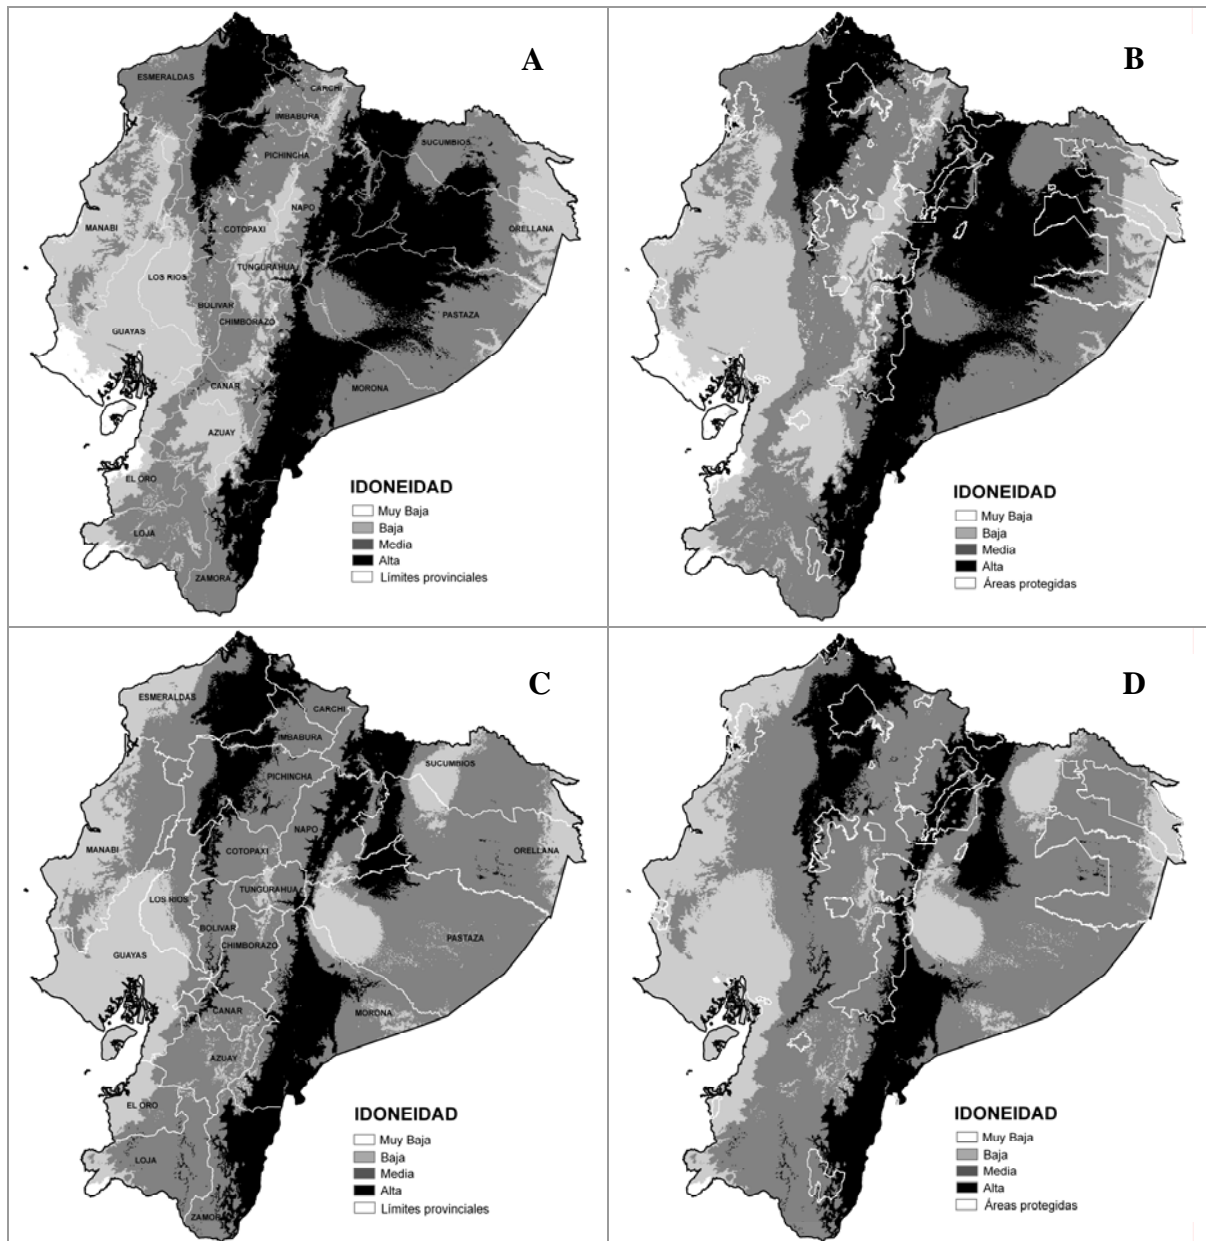 A
ESMERALDAS
CARCHI
IMBABURA
PICHINCHA
SUCUMBIOS
NAPO
MANABI
COTOPAXI
ORELLANA
LOS RIOS
TUNGURAHUA
BOLIVAR
CHIMBORAZO
PASTAZA
GUAYAS
CANAR
MORONA
AZUAY
EL ORO
LOJA
ZAMORA
IDONEIDAD
Muy Baja
Baja
Media
Alta
Límites provinciales
B
IDONEIDAD
Muy Baja
Baja
Media
Alta
Áreas protegidas
C
ESMERALDAS
CARCHI
IMBABURA
PICHINCHA
SUCUMBIOS
NAPO
MANABI
COTOPAXI
ORELLANA
TUNGURAHUA
LOS RIOS
BOLIVAR
PASTAZA
CHIMBORAZO
GUAYAS
CANAR
MORONA
AZUAY
EL ORO
LOJA
ZAMORA
IDONEIDAD
Muy Baja
Baja
Media
Alta
Límites provinciales
D
IDONEIDAD
Muy Baja
Baja
Media
Alta
Áreas protegidas